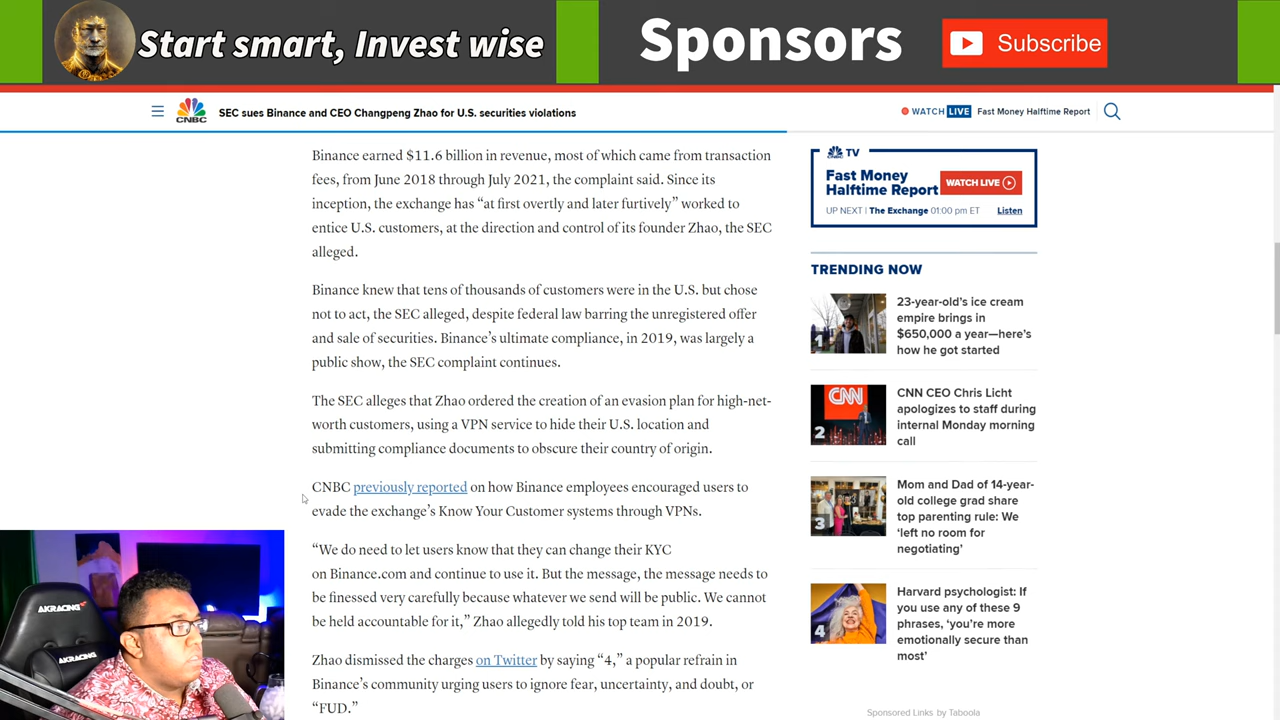 Start smart, Invest wise
Sponsors
Subscribe
CNBC
SEC sues Binance and CEO Changpeng Zhao for U.S. securities violations
WATCH LIVE
Fast Money Halftime Report
Binance earned $11.6 billion in revenue, most of which came from transaction
fees, from June 2018 through July 2021, the complaint said. Since its
inception, the exchange has “at first overtly and later furtively” worked to
entice U.S. customers, at the direction and control of its founder Zhao, the SEC
alleged.
Binance knew that tens of thousands of customers were in the U.S. but chose
not to act, the SEC alleged, despite federal law barring the unregistered offer
and sale of securities. Binance’s ultimate compliance, in 2019, was largely a
public show, the SEC complaint continues.
The SEC alleges that Zhao ordered the creation of an evasion plan for high-net-
worth customers, using a VPN service to hide their U.S. location and
submitting compliance documents to obscure their country of origin.
CNBC previously reported on how Binance employees encouraged users to
evade the exchange’s Know Your Customer systems through VPNs.
“We do need to let users know that they can change their KYC
on Binance.com and continue to use it. But the message, the message needs to
be finessed very carefully because whatever we send will be public. We cannot
be held accountable for it,” Zhao allegedly told his top team in 2019.
Zhao dismissed the charges on Twitter by saying “4,” a popular refrain in
Binance’s community urging users to ignore fear, uncertainty, and doubt, or
“FUD.”
TV
Fast Money
Halftime Report
WATCH LIVE
UP NEXT | The Exchange 01:00 pm ET
Listen
TRENDING NOW
1
23-year-old’s ice cream
empire brings in
$650,000 a year—here’s
how he got started
CNN
2
CNN CEO Chris Licht
apologizes to staff during
internal Monday morning
call
3
Mom and Dad of 14-year-
old college grad share
top parenting rule: We
‘left no room for
negotiating’
4
Harvard psychologist: If
you use any of these 9
phrases, ‘you’re more
emotionally secure than
most’
Sponsored Links by Taboola
AKRACING
AKRACING